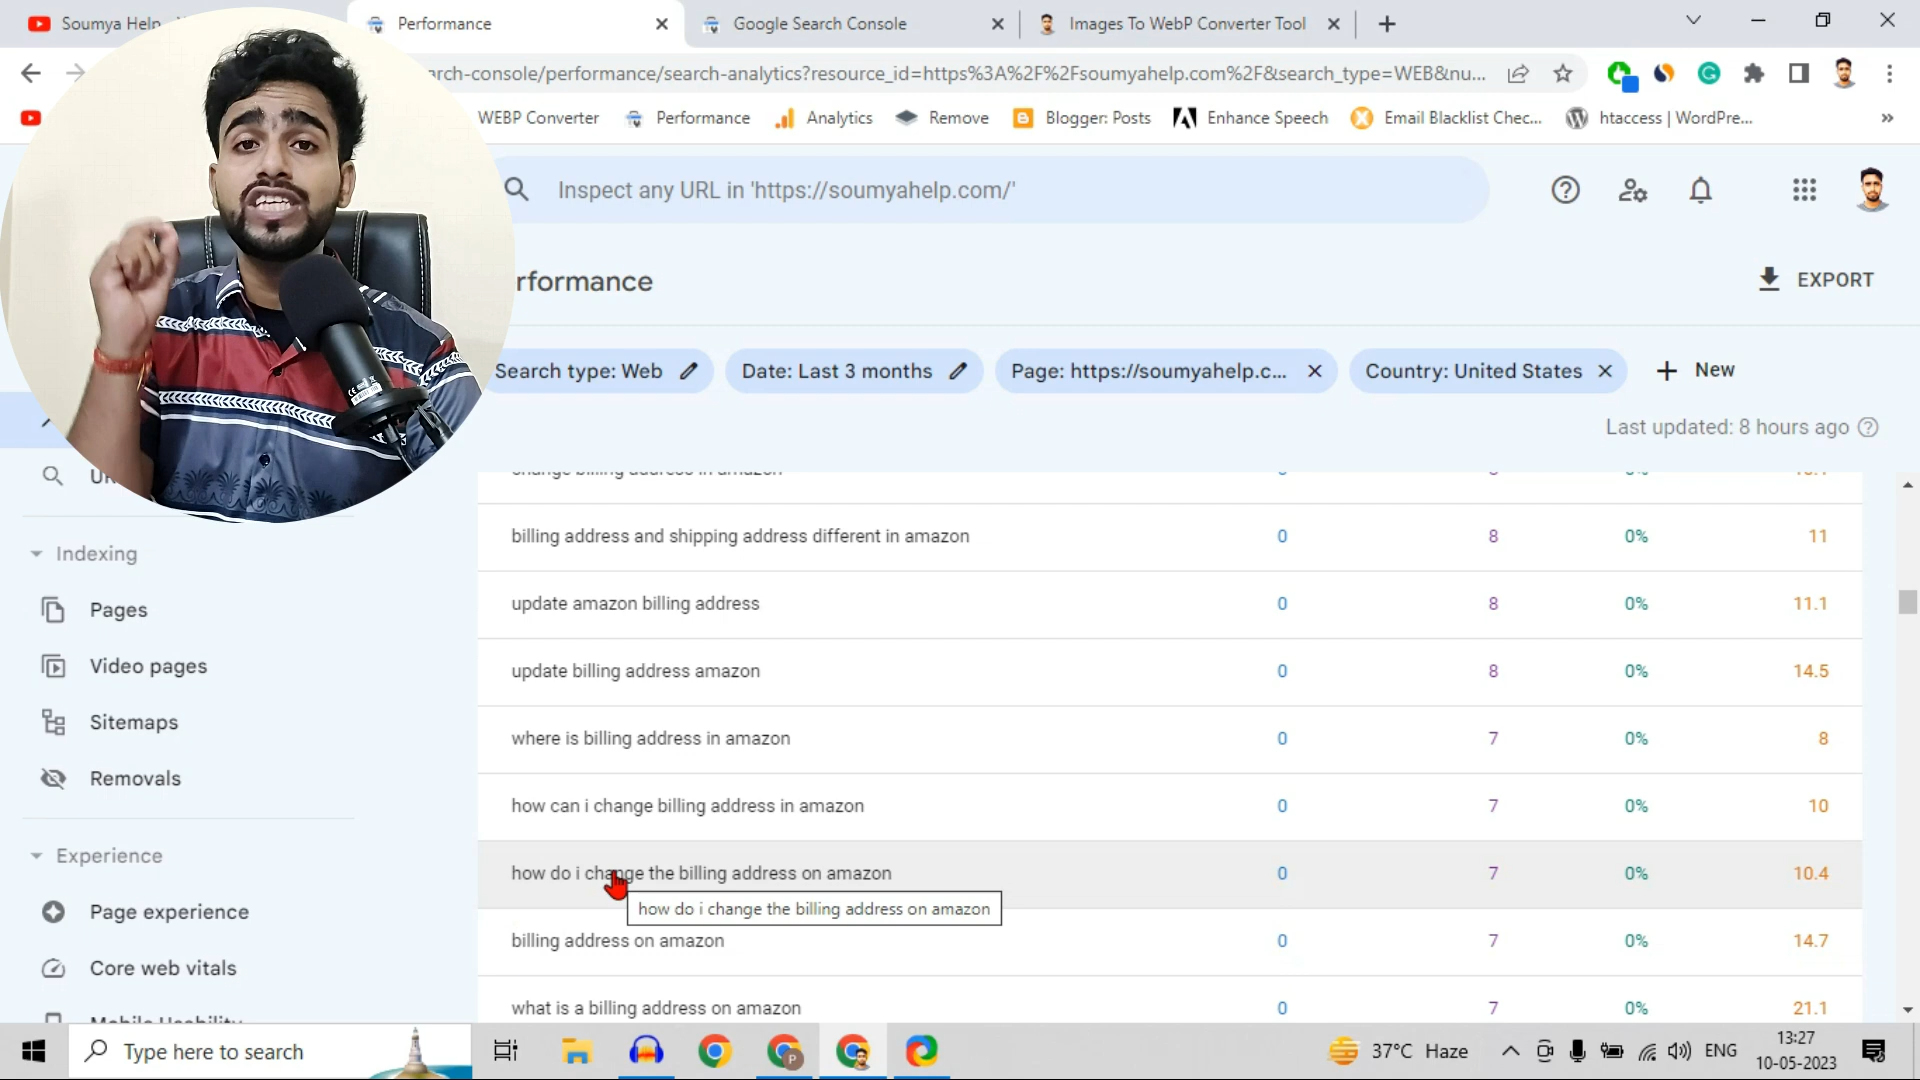 Soumya Help
Performance
Google Search Console
Images To WebP Converter Tool
arch-console/performance/search-analytics?resource_id=https%3A%2F%2Fsoumyahelp.com%2F&search_type=WEB&nu...
WEBP Converter
Performance
Analytics
Remove
Blogger: Posts
Enhance Speech
Email Blacklist Chec...
htaccess | WordPre...
»
Inspect any URL in 'https://soumyahelp.com/'
rformance
EXPORT
Search type: Web
Date: Last 3 months
Page: https://soumyahelp.c...
Country: United States
New
Last updated: 8 hours ago
change billing address in amazon
billing address and shipping address different in amazon 0 8 0% 11
update amazon billing address 0 8 0% 11.1
update billing address amazon 0 8 0% 14.5
where is billing address in amazon 0 7 0% 8
how can i change billing address in amazon 0 7 0% 10
how do i change the billing address on amazon 0 7 0% 10.4
how do i change the billing address on amazon
billing address on amazon 0 7 0% 14.7
what is a billing address on amazon 0 7 0% 21.1
Indexing
Pages
Video pages
Sitemaps
Removals
Experience
Page experience
Core web vitals
Mobile Usability
Type here to search
P
37°C Haze
ENG
13:27
10-05-2023